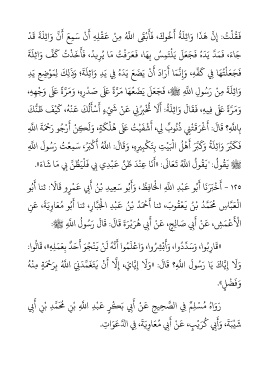 فَقُلْتُ: إِنَّ هَذَا وَاثِلَةُ أَخُوكَ، فَأَبْقَى اللَّهُ مِنْ عَقْلِهِ أَنْ سَمِعَ أَنَّ وَاثِلَةَ قَدْ
جَاءَ، فَمَدَّ يَدَهُ فَجَعَلَ يَلْتَمِسُ بِهَا، فَعَرَفْتُ مَا يُرِيدُ، فَأَخَذْتُ كَفَّ وَاثِلَةَ
فَجَعَلْتُهَا فِي كَفِّهِ، وَإِنَّمَا أَرَادَ أَنْ يَضَعَ يَدَهُ فِي يَدِ وَاثِلَةَ؛ وَذَلِكَ لِمَوْضِعِ يَدِ
وَاثِلَةَ مِنْ رَسُولِ اللَّهِ ﷺ، فَجَعَلَ يَضَعُهَا مَرَّةً عَلَى صَدْرِهِ، وَمَرَّةً عَلَى وَجْهِهِ،
وَمَرَّةً عَلَى فِيهِ، فَقَالَ وَاثِلَةُ: أَلَا تُخْبِرُنِي عَنْ شَيْءٍ أَسْأَلُكَ عَنْهُ، كَيْفَ ظَنُّكَ
بِاللَّهِ؟ قَالَ: أَغْرَقَتْنِي ذُنُوبٌ لِي، أَشْفَيْتُ عَلَى هَلَكَةٍ، وَلَكِنْ أَرْجُو رَحْمَةَ اللَّهِ
فَكَبَّرَ وَاثِلَةُ وَكَبَّرَ أَهْلُ الْبَيْتِ بِتَكْبِيرِهِ، وَقَالَ: اللَّهُ أَكْبَرُ، سَمِعْتُ رَسُولَ اللَّهِ
ﷺ يَقُولُ: يَقُولُ اللَّهُ تَعَالَى: «أَنَا عِنْدَ ظَنِّ عَبْدِي بِي فَلْيَظُنَّ بِي مَا شَاءَ».
١٢٥ - أَخْبَرَنَا أَبُو عَبْدِ اللَّهِ الْحَافِظُ، وَأَبُو سَعِيدِ بْنُ أَبِي عَمْرٍو قَالَا: ثنا أَبُو
الْعَبَّاسِ مُحَمَّدُ بْنُ يَعْقُوبَ، ثنا أَحْمَدُ بْنُ عَبْدِ الْجَبَّارِ، ثنا أَبُو مُعَاوِيَةَ، عَنِ
الْأَعْمَشِ، عَنْ أَبِي صَالِحٍ، عَنْ أَبِي هُرَيْرَةَ قَالَ: قَالَ رَسُولُ اللَّهِ ﷺ:
«قَارِبُوا، وَسَدِّدُوا، وَأَبْشِرُوا، وَاعْلَمُوا أَنَّهُ لَنْ يَنْجُوَ أَحَدٌ بِعَمَلِهِ»، قَالُوا:
وَلَا إِيَّاكَ يَا رَسُولَ اللَّهِ؟ قَالَ: «وَلَا إِيَّايَ، إِلَّا أَنْ يَتَغَمَّدَنِيَ اللَّهُ بِرَحْمَةٍ مِنْهُ
وَفَضْلٍ».
رَوَاهُ مُسْلِمٌ فِي الصَّحِيحِ عَنْ أَبِي بَكْرٍ عَبْدِ اللَّهِ بْنِ مُحَمَّدِ بْنِ أَبِي
شَيْبَةَ، وَأَبِي كُرَيْبٍ، عَنْ أَبِي مُعَاوِيَةَ، فِي الدَّعَوَاتِ.